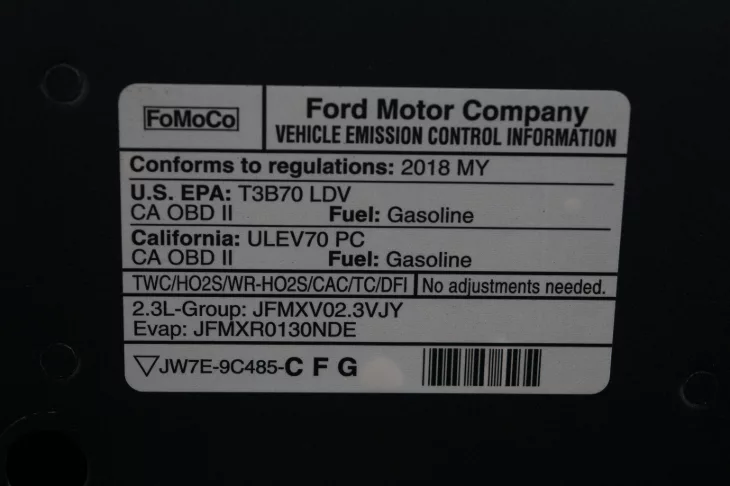 FoMoCo
Ford Motor Company
VEHICLE EMISSION CONTROL INFORMATION
Conforms to regulations: 2018 MY
U.S. EPA: T3B70 LDV
CA OBD II Fuel: Gasoline
California: ULEV70 PC
CA OBD II Fuel: Gasoline
TWC/HO2S/WR-HO2S/CAC/TC/DFI No adjustments needed.
2.3L-Group: JFMXV02.3VJY
Evap: JFMXR0130NDE
▽JW7E-9C485-C F G